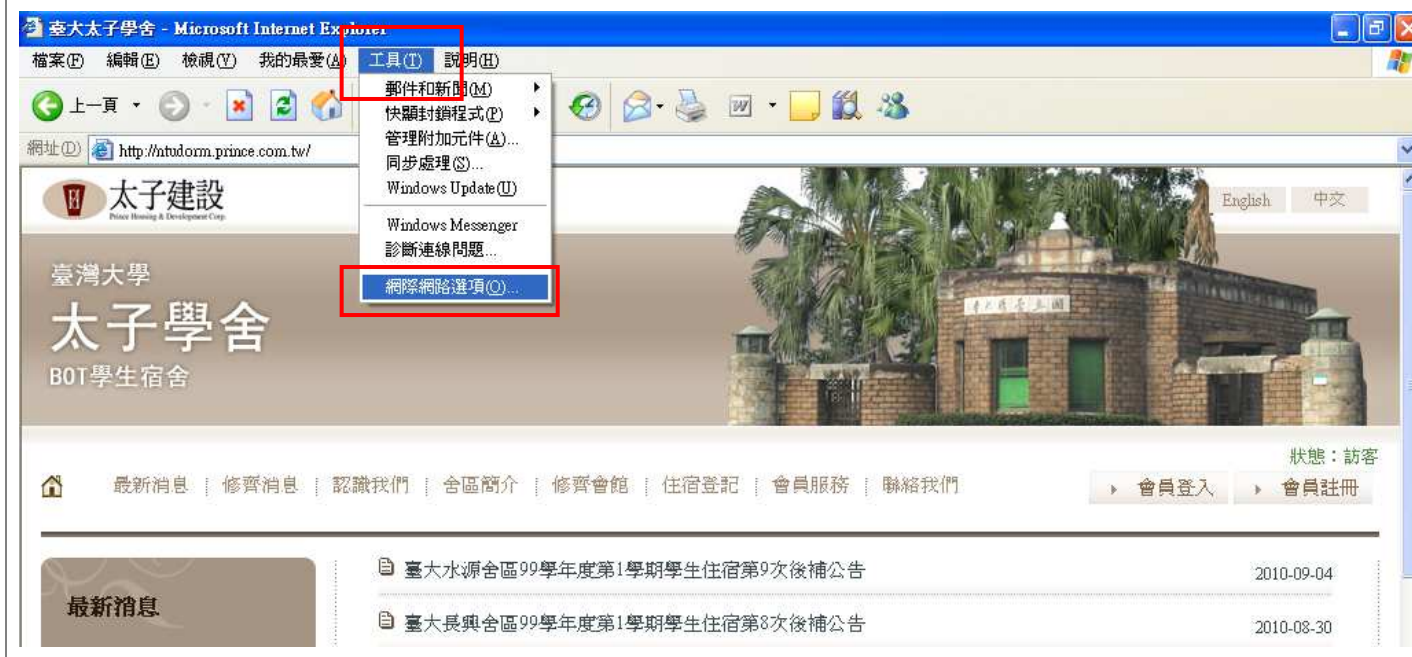 臺大太子學舍 - Microsoft Internet Explorer
檔案(F) 編輯(E) 檢視(V) 我的最愛(A) 工具(T) 說明(H)
郵件和新聞(M)
快顯封鎖程式(P)
管理附加元件(A)...
同步處理(S)...
Windows Update(U)
Windows Messenger
診斷連線問題...
網際網路選項(O)...
上一頁
網址(D) http://ntudorm.prince.com.tw/
太子建設
Prince Housing & Development Corp.
English 中文
臺灣大學
太子學舍
BOT學生宿舍
狀態：訪客
最新消息 | 修齊消息 | 認識我們 | 舍區簡介 | 修齊會館 | 住宿登記 | 會員服務 | 聯絡我們
會員登入 會員註冊
最新消息
臺大水源舍區99學年度第1學期學生住宿第9次後補公告 2010-09-04
臺大長興舍區99學年度第1學期學生住宿第8次後補公告 2010-08-30